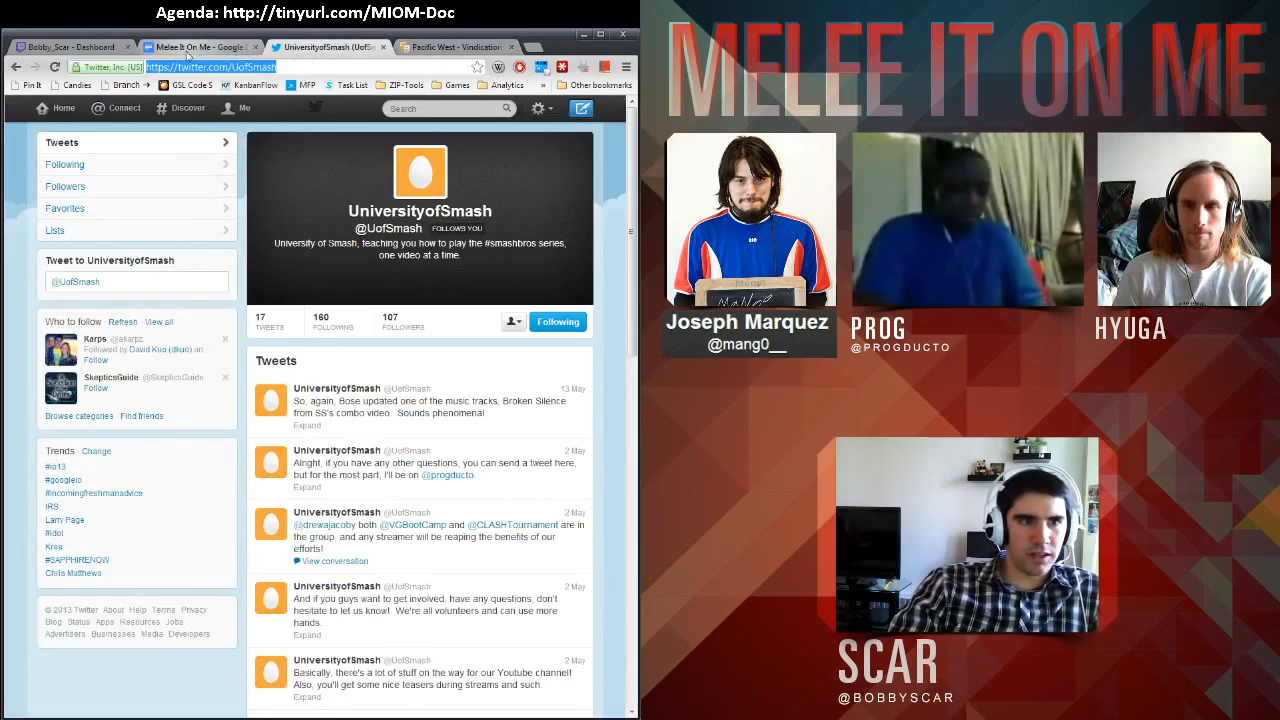 Agenda: http://tinyurl.com/MIOM-Doc
Bobby_Scar - Dashboard
Melee It On Me - Google
UniversityofSmash (UofSm
Pacific West - Vindication
Twitter, Inc. [US]
https://twitter.com/UofSmash
Pin It
Candies
Branch ->
GSL Code S
KanbanFlow
MFP
Task List
ZIP-Tools
Games
Analytics
»
Other bookmarks
Home
Connect
Discover
Me
Search
Tweets
Following
Followers
Favorites
Lists
Tweet to UniversityofSmash
@UofSmash
Who to follow · Refresh · View all
Karps @akarpz
Followed by David Kuo (dkuo) an...
Follow
SkepticsGuide @SkepticsGuide
Follow
Browse categories · Find friends
Trends · Change
#io13
#googleio
#incomingfreshmanadvice
IRS
Larry Page
#idol
Kree
#SAPPHIRENOW
Chris Matthews
© 2013 Twitter About Help Terms Privacy
Blog Status Apps Resources Jobs
Advertisers Businesses Media Developers
UniversityofSmash
@UofSmash FOLLOWS YOU
University of Smash, teaching you how to play the #smashbros series,
one video at a time.
17
TWEETS
160
FOLLOWING
107
FOLLOWERS
Following
Tweets
UniversityofSmash @UofSmash 13 May
So, again, Bose updated one of the music tracks, Broken Silence
from SS's combo video. Sounds phenomenal!
Expand
UniversityofSmash @UofSmash 2 May
Alright, if you have any other questions, you can send a tweet here,
but for the most part, I'll be on @progducto
Expand
UniversityofSmash @UofSmash 2 May
@drewajacoby both @VGBootCamp and @CLASHTournament are in
the group, and any streamer will be reaping the benefits of our
efforts!
View conversation
UniversityofSmash @UofSmash 2 May
And if you guys want to get involved, have any questions, don't
hesitate to let us know! We're all volunteers and can use more
hands.
Expand
UniversityofSmash @UofSmash 2 May
Basically, there's a lot of stuff on the way for our Youtube channel!!
Also, you'll get some nice teasers during streams and such.
Expand
MELEE IT ON ME
Joseph Marquez
@mang0__
PROG
@PROGDUCTO
HYUGA
SCAR
@BOBBYSCAR